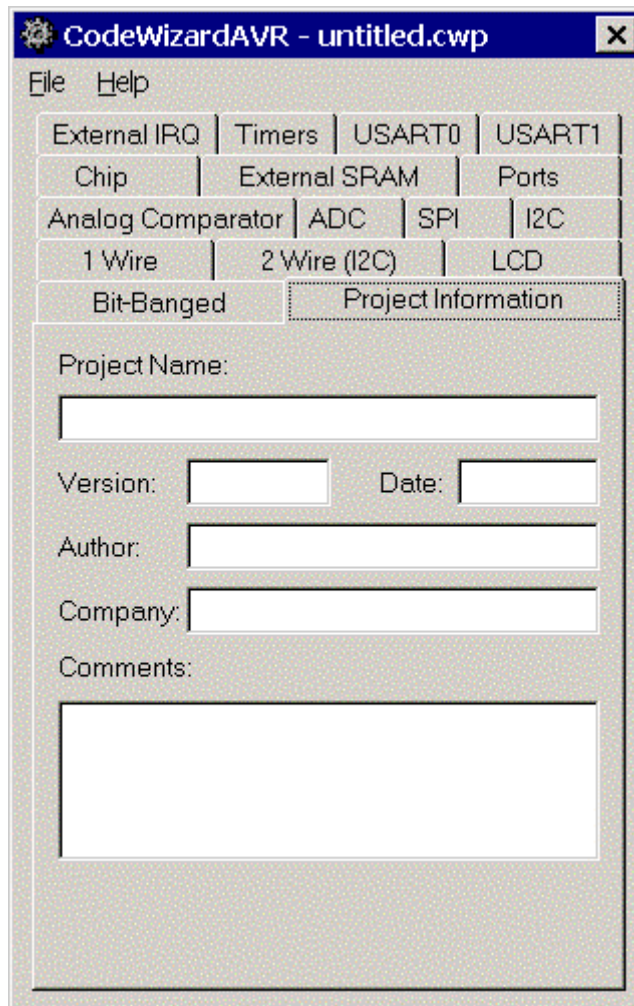 CodeWizardAVR - untitled.cwp
File Help
External IRQ Timers USART0 USART1
Chip External SRAM Ports
Analog Comparator ADC SPI I2C
1 Wire 2 Wire (I2C) LCD
Bit-Banged Project Information
Project Name:
Version: Date:
Author:
Company:
Comments: